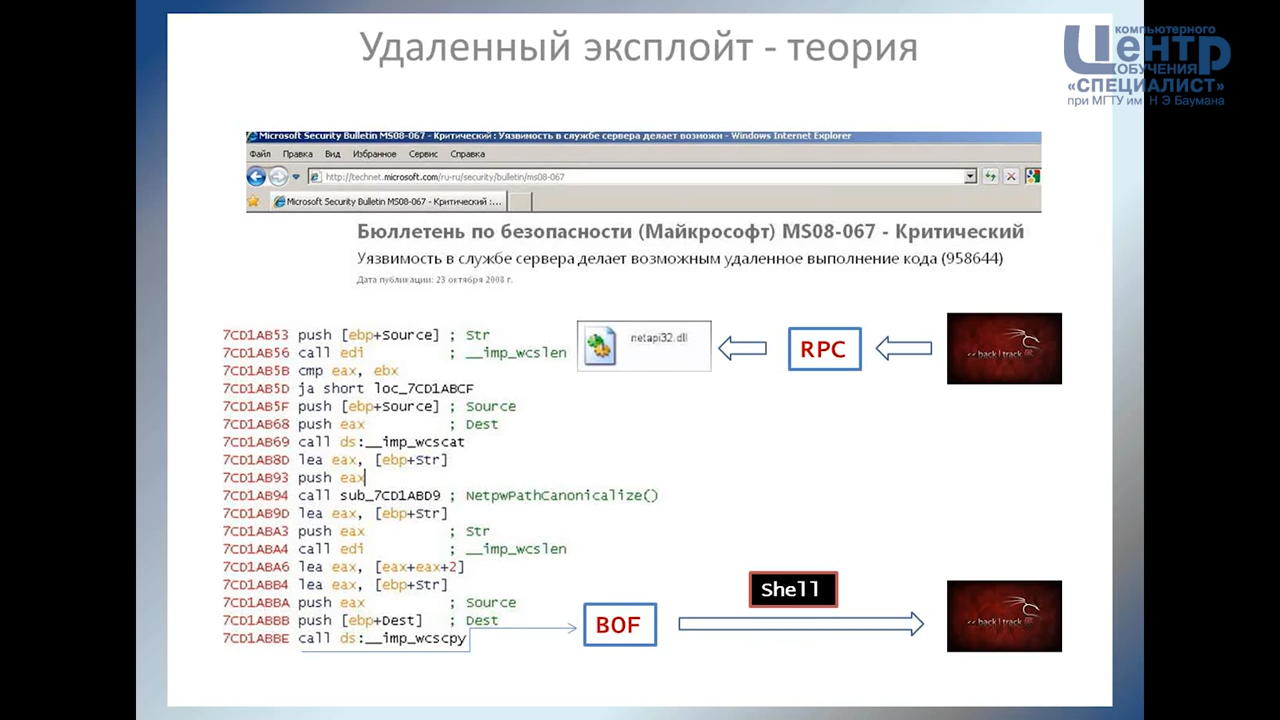 Удаленный эксплойт - теория
компьютерного
Центр
ОБУЧЕНИЯ
«СПЕЦИАЛИСТ»
при МГТУ им Н Э Баумана
Microsoft Security Bulletin MS08-067 - Критический : Уязвимость в службе сервера делает возможн - Windows Internet Explorer
Файл Правка Вид Избранное Сервис Справка
http://technet.microsoft.com/ru-ru/security/bulletin/ms08-067
Microsoft Security Bulletin MS08-067 - Критический :...
Бюллетень по безопасности (Майкрософт) MS08-067 - Критический
Уязвимость в службе сервера делает возможным удаленное выполнение кода (958644)
Дата публикации: 23 октября 2008 г.
7CD1AB53 push [ebp+Source] ; Str
7CD1AB56 call edi ; __imp_wcslen
7CD1AB5B cmp eax, ebx
7CD1AB5D ja short loc_7CD1ABCF
7CD1AB5F push [ebp+Source] ; Source
7CD1AB68 push eax ; Dest
7CD1AB69 call ds:__imp_wcscat
7CD1AB8D lea eax, [ebp+Str]
7CD1AB93 push eax
7CD1AB94 call sub_7CD1ABD9 ; NetpwPathCanonicalize()
7CD1AB9D lea eax, [ebp+Str]
7CD1ABA3 push eax ; Str
7CD1ABA4 call edi ; __imp_wcslen
7CD1ABA6 lea eax, [eax+eax+2]
7CD1ABB4 lea eax, [ebp+Str]
7CD1ABBA push eax ; Source
7CD1ABBB push [ebp+Dest] ; Dest
7CD1ABBE call ds:__imp_wcscpy
netapi32.dll
RPC
<< back | track
BOF
Shell
<< back | track